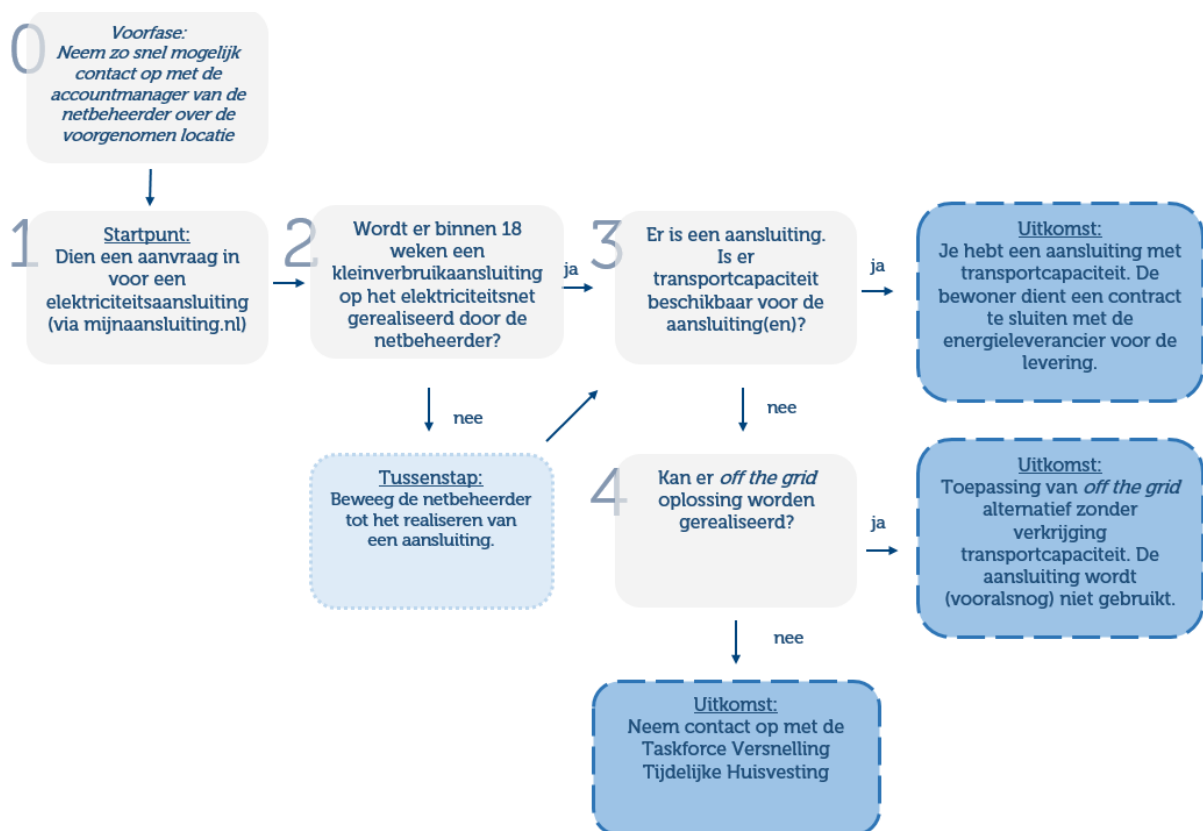 0
Voorfase:
Neem zo snel mogelijk
contact op met de
accountmanager van de
netbeheerder over de
voorgenomen locatie
1
Startpunt:
Dien een aanvraag in
voor een
elektriciteitsaansluiting
(via mijnaansluiting.nl)
2
Wordt er binnen 18
weken een
kleinverbruikaansluiting
op het elektriciteitsnet
gerealiseerd door de
netbeheerder?
ja
3
Er is een aansluiting.
Is er
transportcapaciteit
beschikbaar voor de
aansluiting(en)?
ja
Uitkomst:
Je hebt een aansluiting met
transportcapaciteit. De
bewoner dient een contract
te sluiten met de
energieleverancier voor de
levering.
nee
nee
Tussenstap:
Beweeg de netbeheerder
tot het realiseren van
een aansluiting.
4
Kan er off the grid
oplossing worden
gerealiseerd?
ja
Uitkomst:
Toepassing van off the grid
alternatief zonder
verkrijging
transportcapaciteit. De
aansluiting wordt
(vooralsnog) niet gebruikt.
nee
Uitkomst:
Neem contact op met de
Taskforce Versnelling
Tijdelijke Huisvesting